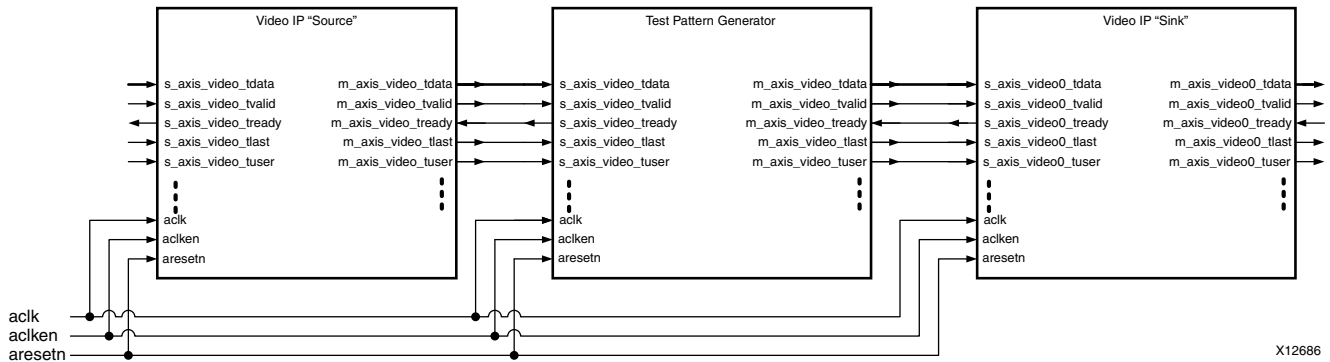 Video IP “Source”
s_axis_video_tdata
s_axis_video_tvalid
s_axis_video_tready
s_axis_video_tlast
s_axis_video_tuser
m_axis_video_tdata
m_axis_video_tvalid
m_axis_video_tready
m_axis_video_tlast
m_axis_video_tuser
aclk
aclken
aresetn
Test Pattern Generator
s_axis_video_tdata
s_axis_video_tvalid
s_axis_video_tready
s_axis_video_tlast
s_axis_video_tuser
m_axis_video_tdata
m_axis_video_tvalid
m_axis_video_tready
m_axis_video_tlast
m_axis_video_tuser
aclk
aclken
aresetn
Video IP “Sink”
s_axis_video0_tdata
s_axis_video0_tvalid
s_axis_video0_tready
s_axis_video0_tlast
s_axis_video0_tuser
m_axis_video0_tdata
m_axis_video0_tvalid
m_axis_video0_tready
m_axis_video0_tlast
m_axis_video0_tuser
aclk
aclken
aresetn
aclk
aclken
aresetn
X12686